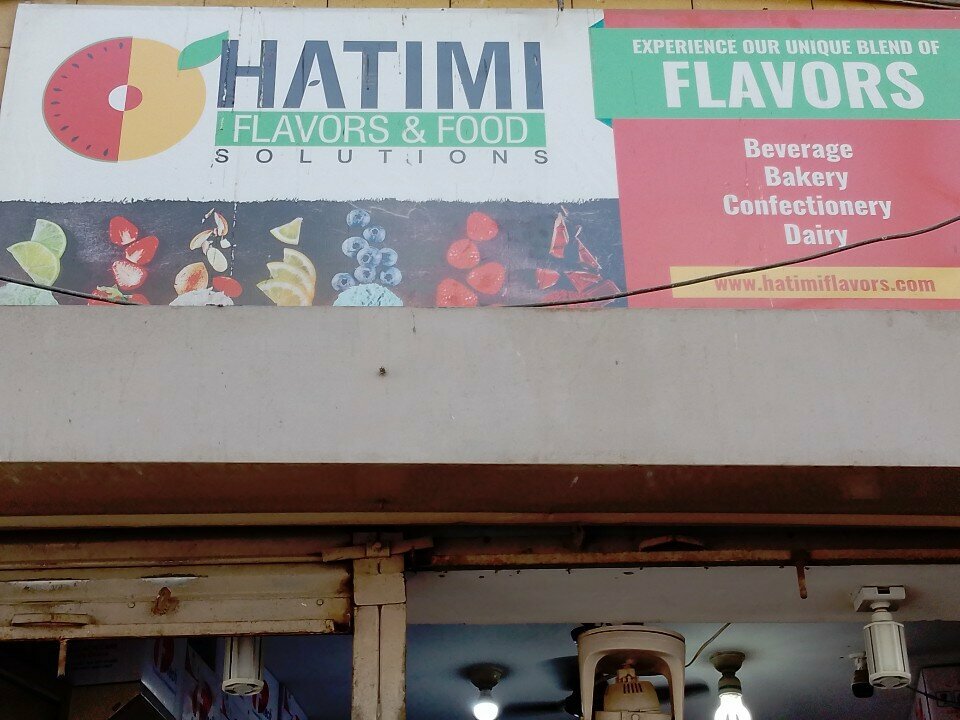 HATIMI
FLAVORS & FOOD
SOLUTIONS
EXPERIENCE OUR UNIQUE BLEND OF
FLAVORS
Beverage
Bakery
Confectionery
Dairy
www.hatimiflavors.com